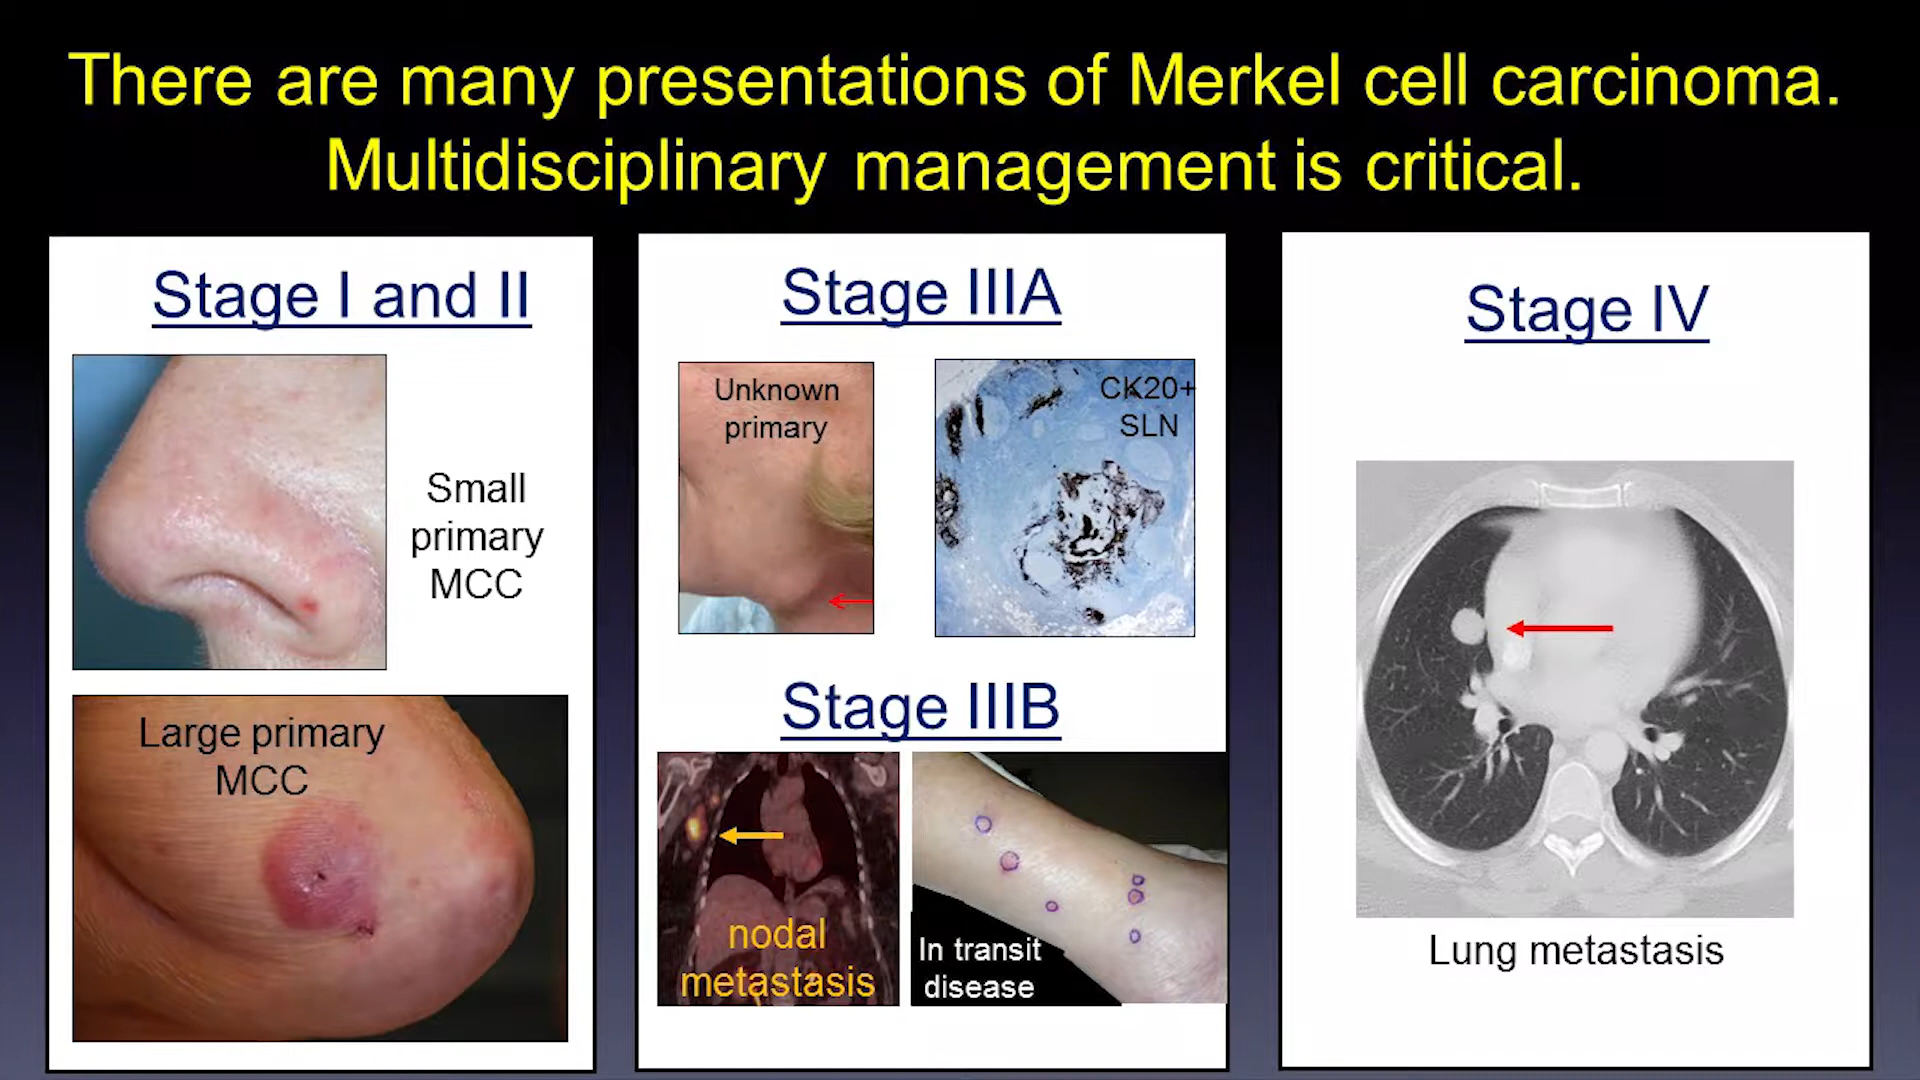 There are many presentations of Merkel cell carcinoma.
Multidisciplinary management is critical.
Stage I and II
Small
primary
MCC
Large primary
MCC
Stage IIIA
Unknown
primary
CK20+
SLN
Stage IIIB
nodal
metastasis
In transit
disease
Stage IV
Lung metastasis